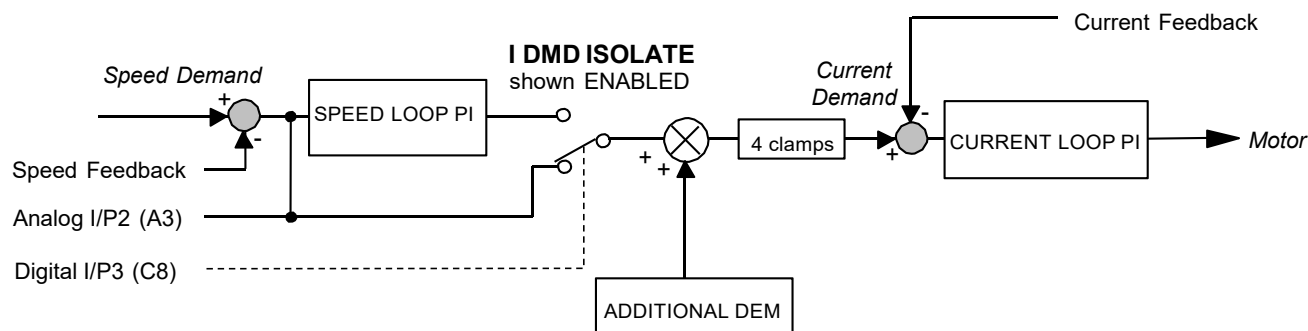 Current Feedback
I DMD ISOLATE
shown ENABLED
Speed Demand
Current
Demand
+
-
SPEED LOOP PI
-
+
4 clamps
CURRENT LOOP PI
Motor
+
+
Speed Feedback
Analog I/P2 (A3)
Digital I/P3 (C8)
ADDITIONAL DEM